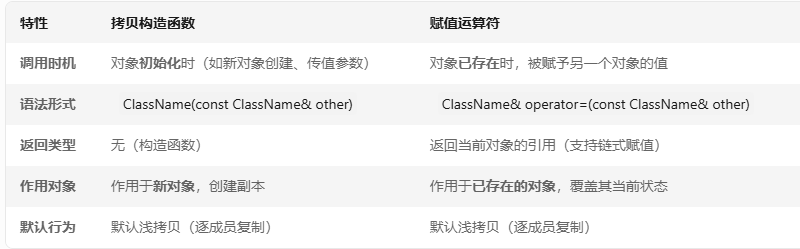 特性 拷贝构造函数 赋值运算符
调用时机 对象初始化时（如新对象创建、传值参数） 对象已存在时，被赋予另一个对象的值
语法形式 ClassName(const ClassName& other) ClassName& operator=(const ClassName& other)
返回类型 无（构造函数） 返回当前对象的引用（支持链式赋值）
作用对象 作用于新对象，创建副本 作用于已存在的对象，覆盖其当前状态
默认行为 默认浅拷贝（逐成员复制） 默认浅拷贝（逐成员复制）